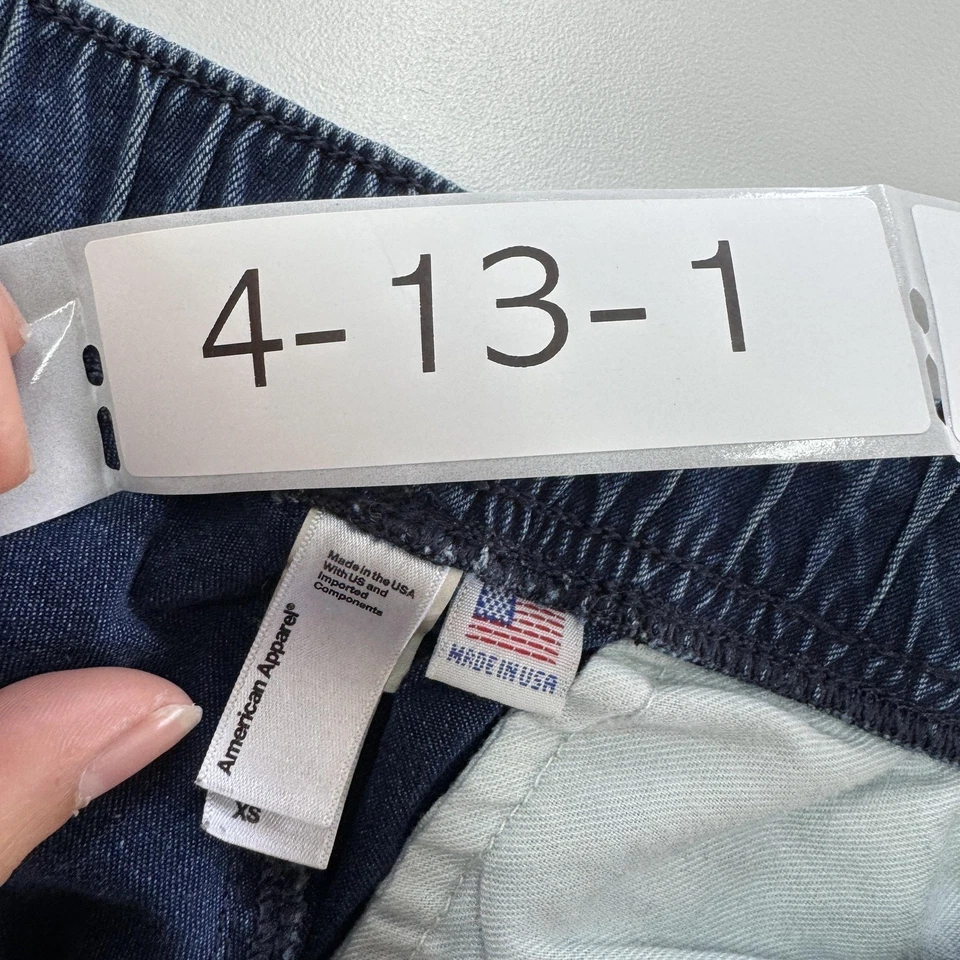 4-13-1
Made in the USA
With US and
Imported
Components
American Apparel®
XS
MADE IN USA